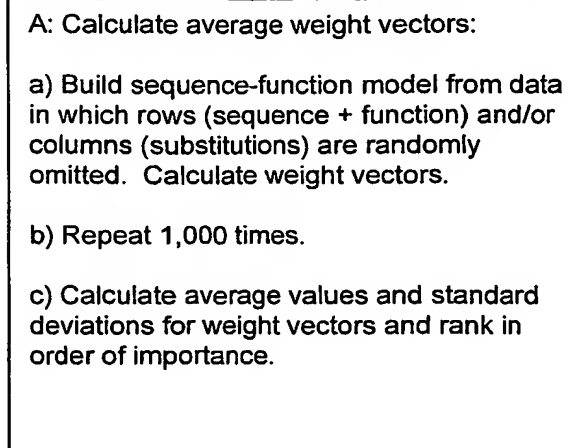 A: Calculate average weight vectors:
a) Build sequence-function model from data
in which rows (sequence + function) and/or
columns (substitutions) are randomly
omitted. Calculate weight vectors.
b) Repeat 1,000 times.
c) Calculate average values and standard
deviations for weight vectors and rank in
order of importance.